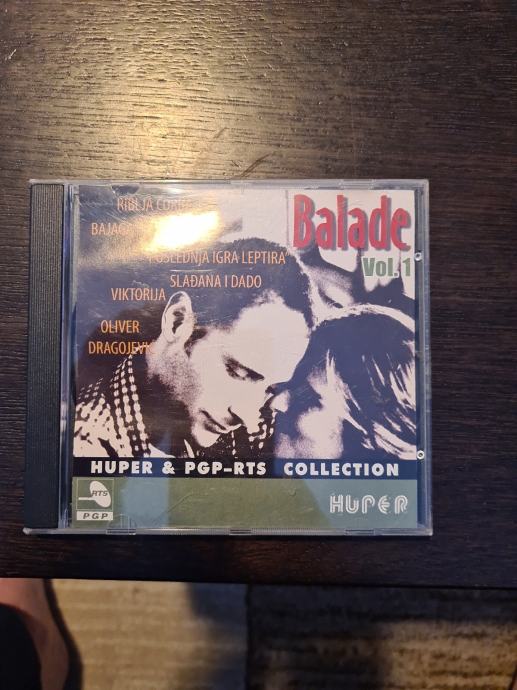 RIBLJA
BAJAGA
Balade
Vol. 1
POSLEDNJA IGRA LEPTIRA"
SLAĐANA I DADO
VIKTORIJA
OLIVER
DRAGOJEVIĆ
HUPER & PGP-RTS COLLECTION
RTS
PGP
HUPER